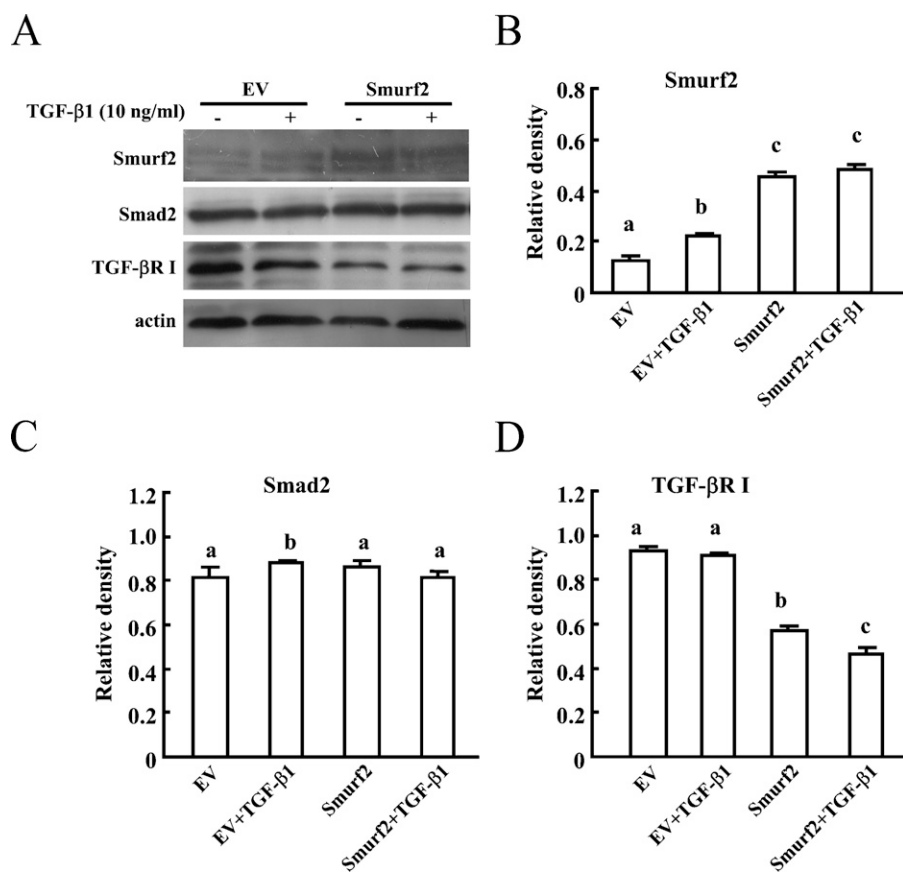 A
EV Smurf2
TGF-β1 (10 ng/ml) - + - +
Smurf2
Smad2
TGF-βR I
actin
B
Smurf2
Relative density
0.8
0.6
0.4
0.2
0
a
b
c
c
EV
EV+TGF-β1
Smurf2
Smurf2+TGF-β1
C
Smad2
Relative density
1.2
1.0
0.8
0.6
0.4
0.2
0
a
b
a
a
EV
EV+TGF-β1
Smurf2
Smurf2+TGF-β1
D
TGF-βR I
Relative density
1.2
1.0
0.8
0.6
0.4
0.2
0
a
a
b
c
EV
EV+TGF-β1
Smurf2
Smurf2+TGF-β1